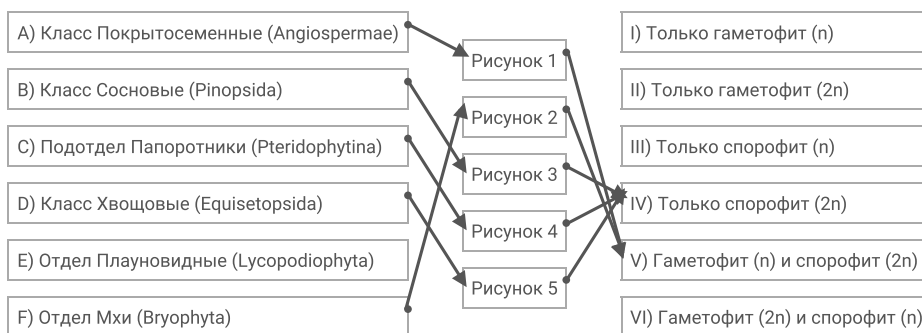 A) Класс Покрытосеменные (Angiospermae)
B) Класс Сосновые (Pinopsida)
C) Подотдел Папоротники (Pteridophytina)
D) Класс Хвощовые (Equisetopsida)
E) Отдел Плауновидные (Lycopodiophyta)
F) Отдел Мхи (Bryophyta)
Рисунок 1
Рисунок 2
Рисунок 3
Рисунок 4
Рисунок 5
I) Только гаметофит (n)
II) Только гаметофит (2n)
III) Только спорофит (n)
IV) Только спорофит (2n)
V) Гаметофит (n) и спорофит (2n)
VI) Гаметофит (2n) и спорофит (n)